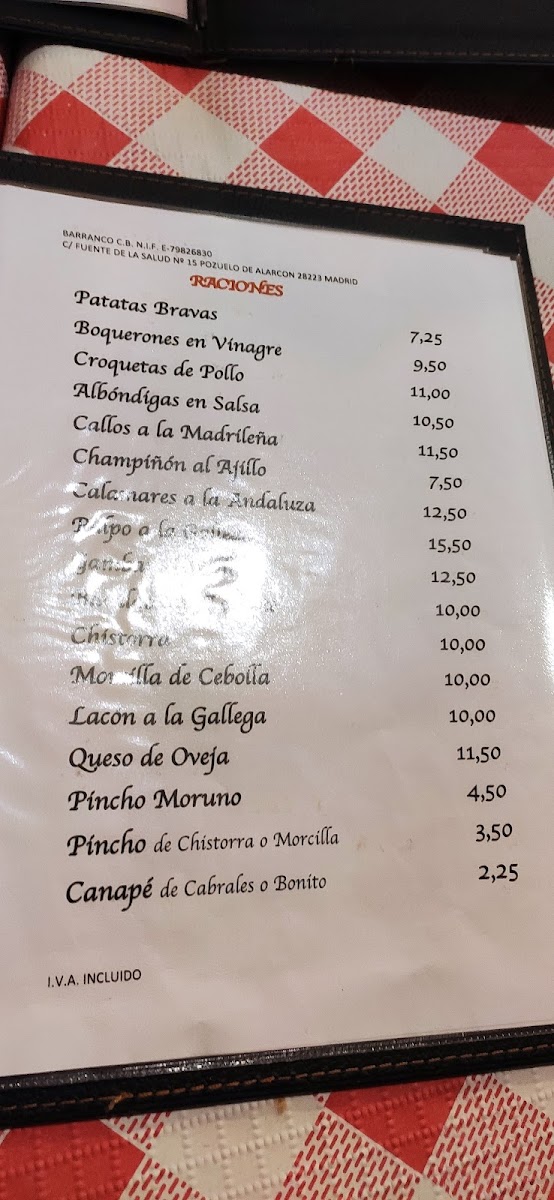 BARRANCO C.B. N.I.F. E-79826830
C/ FUENTE DE LA SALUD Nº 15 POZUELO DE ALARCON 28223 MADRID
RACIONES
Patatas Bravas 7,25
Boquerones en Vinagre 9,50
Croquetas de Pollo 11,00
Albóndigas en Salsa 10,50
Callos a la Madrileña 11,50
Champiñón al Ajillo 7,50
Calamares a la Andaluza 12,50
Pulpo a la 15,50
12,50
10,00
Chistorra 10,00
Morcilla de Cebolla 10,00
Lacon a la Gallega 10,00
Queso de Oveja 11,50
Pincho Moruno 4,50
Pincho de Chistorra o Morcilla 3,50
Canapé de Cabrales o Bonito 2,25
I.V.A. INCLUIDO